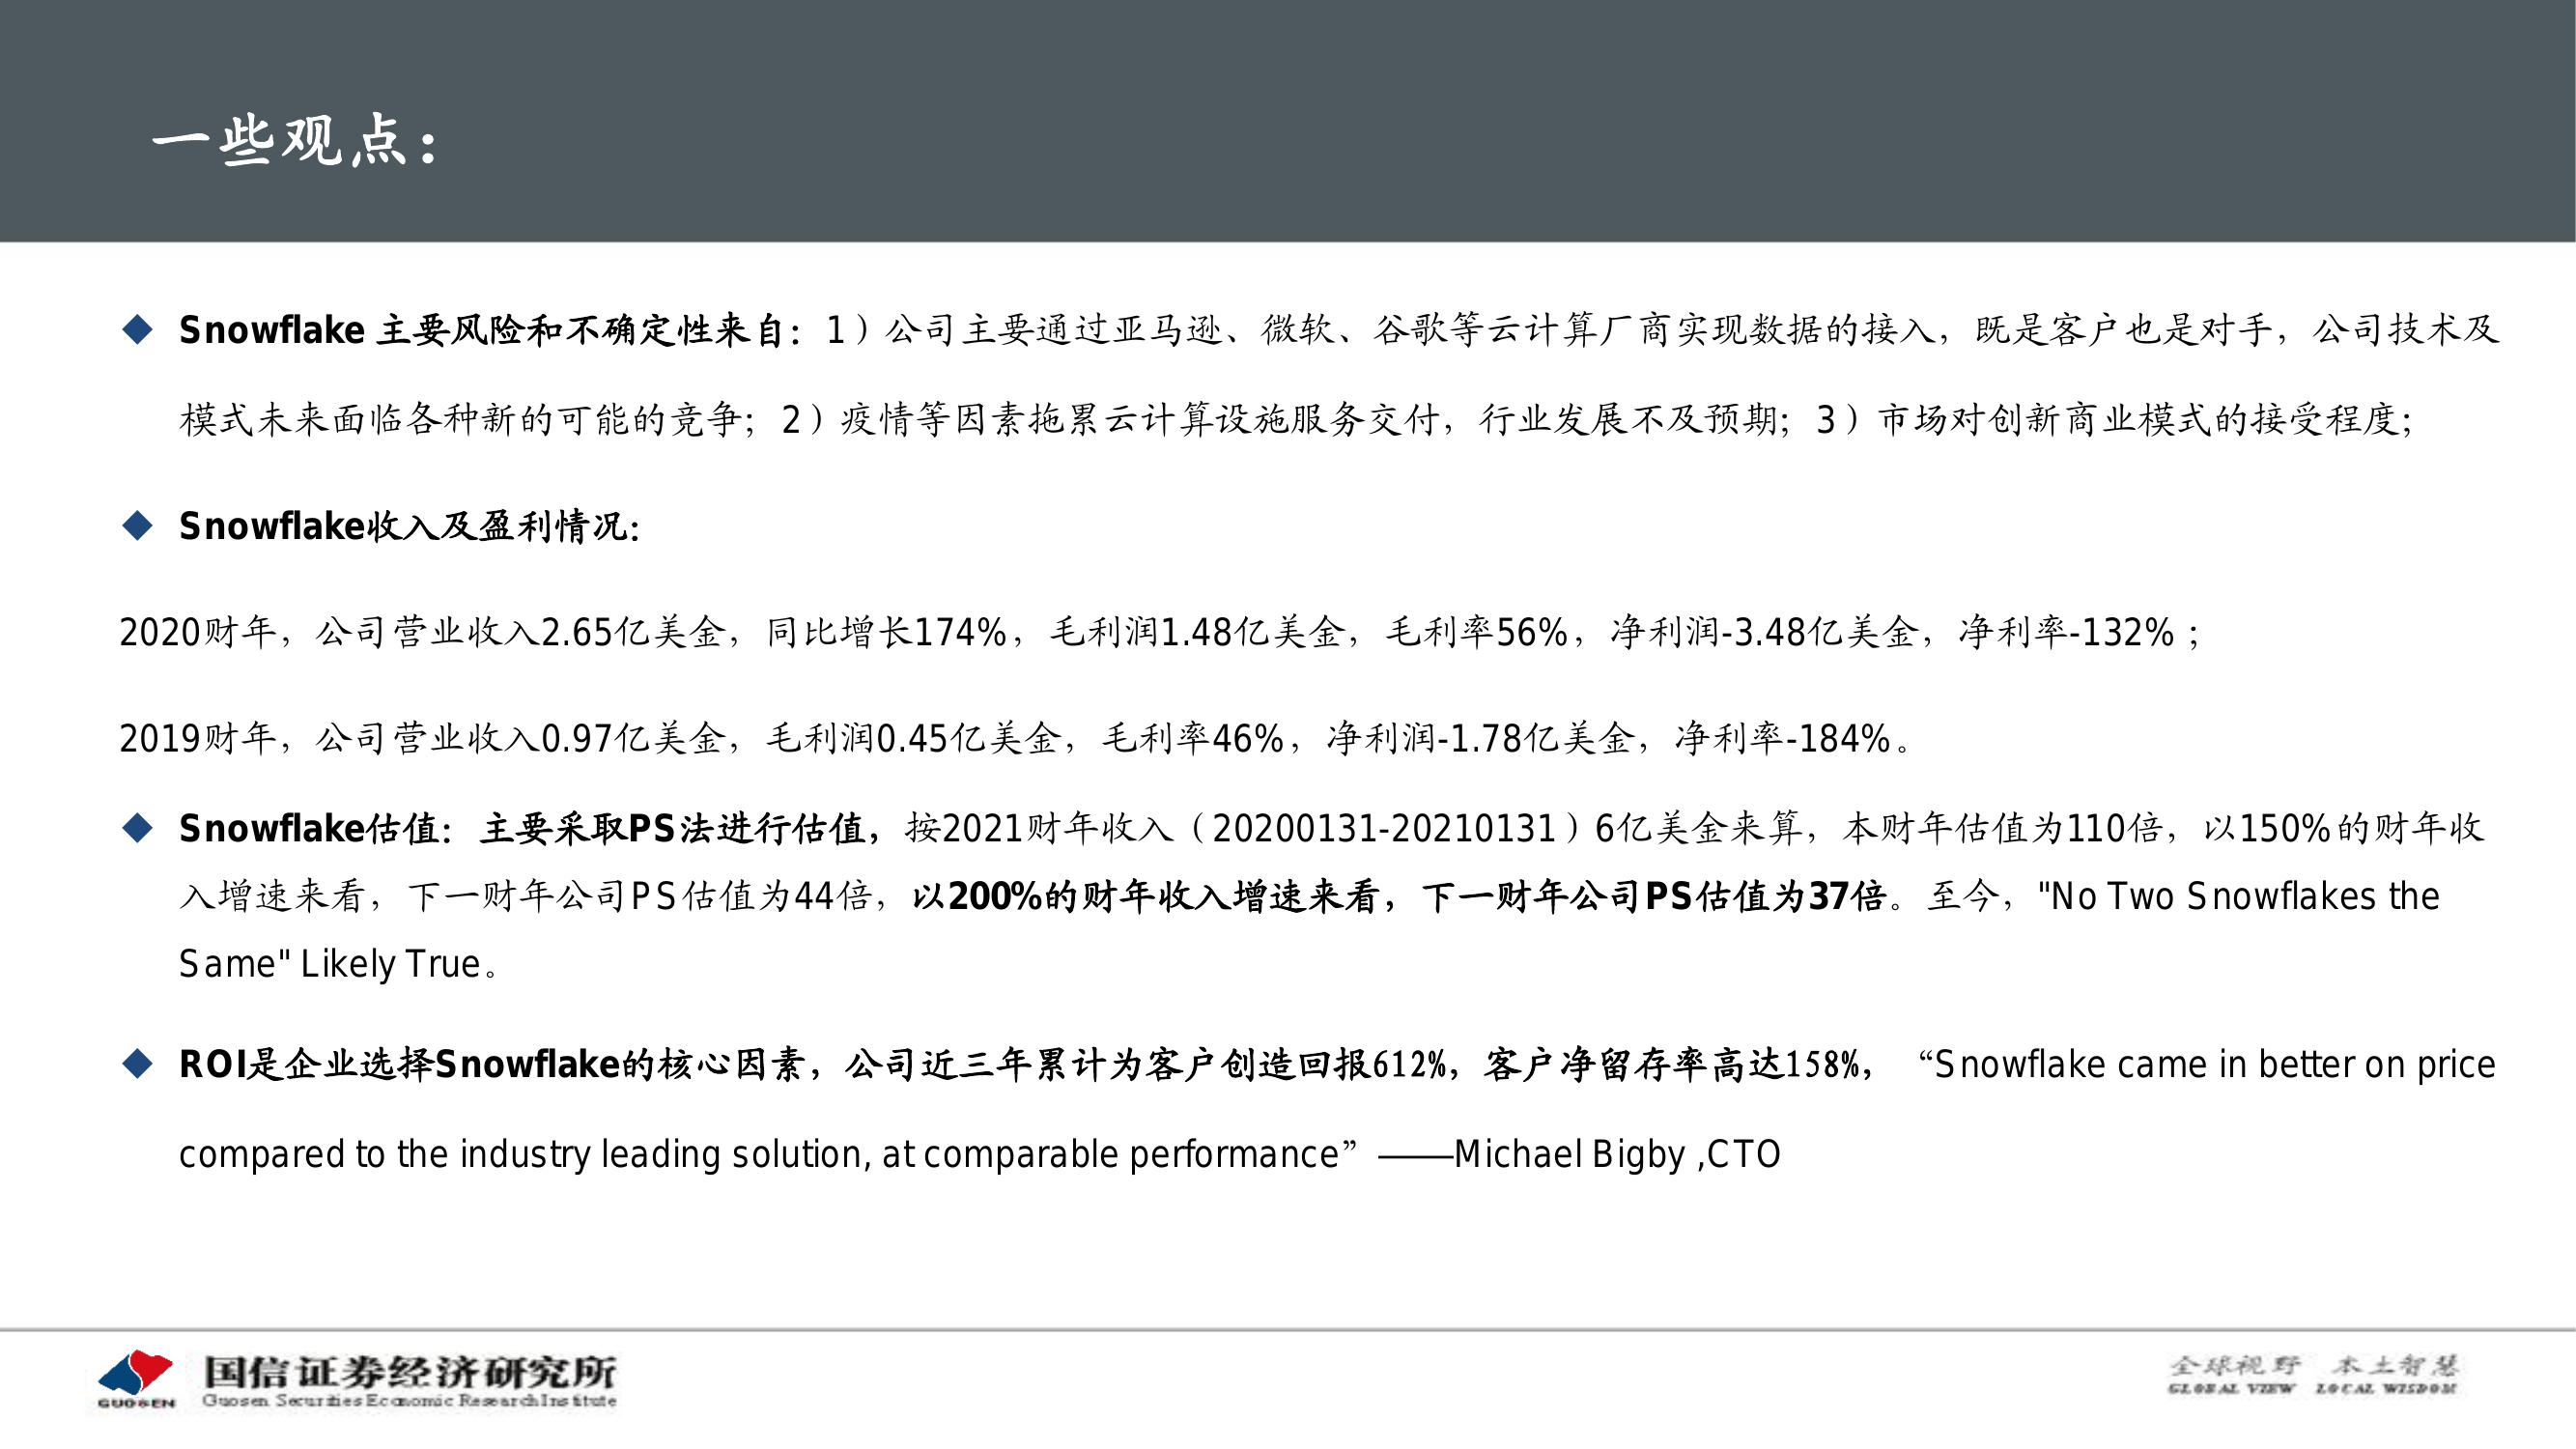 一些观点：
Snowflake 主要风险和不确定性来自：1）公司主要通过亚马逊、微软、谷歌等云计算厂商实现数据的接入，既是客户也是对手，公司技术及
模式未来面临各种新的可能的竞争；2）疫情等因素拖累云计算设施服务交付，行业发展不及预期；3）市场对创新商业模式的接受程度；
Snowflake收入及盈利情况：
2020财年，公司营业收入2.65亿美金，同比增长174%，毛利润1.48亿美金，毛利率56%，净利润-3.48亿美金，净利率-132%；
2019财年，公司营业收入0.97亿美金，毛利润0.45亿美金，毛利率46%，净利润-1.78亿美金，净利率-184%。
Snowflake估值：主要采取PS法进行估值，按2021财年收入（20200131-20210131）6亿美金来算，本财年估值为110倍，以150%的财年收
入增速来看，下一财年公司PS估值为44倍，以200%的财年收入增速来看，下一财年公司PS估值为37倍。至今，"No Two Snowflakes the
Same" Likely True。
ROI是企业选择Snowflake的核心因素，公司近三年累计为客户创造回报612%，客户净留存率高达158%， “Snowflake came in better on price
compared to the industry leading solution, at comparable performance” ——Michael Bigby ,CTO
GUOSEN
国信证券经济研究所
Guosen Securities Economic Research Institute
全球视野 本土智慧
GLOBAL VIEW LOCAL WISDOM